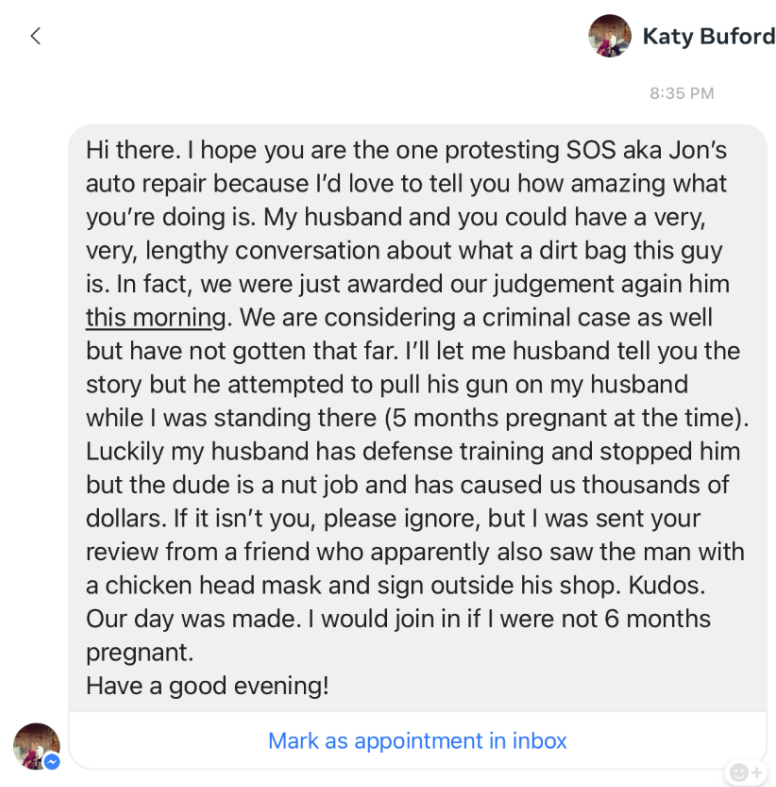 Katy Buford
8:35 PM
Hi there. I hope you are the one protesting SOS aka Jon's
auto repair because I'd love to tell you how amazing what
you're doing is. My husband and you could have a very,
very, lengthy conversation about what a dirt bag this guy
is. In fact, we were just awarded our judgement again him
this morning. We are considering a criminal case as well
but have not gotten that far. I'll let me husband tell you the
story but he attempted to pull his gun on my husband
while I was standing there (5 months pregnant at the time).
Luckily my husband has defense training and stopped him
but the dude is a nut job and has caused us thousands of
dollars. If it isn't you, please ignore, but I was sent your
review from a friend who apparently also saw the man with
a chicken head mask and sign outside his shop. Kudos.
Our day was made. I would join in if I were not 6 months
pregnant.
Have a good evening!
Mark as appointment in inbox